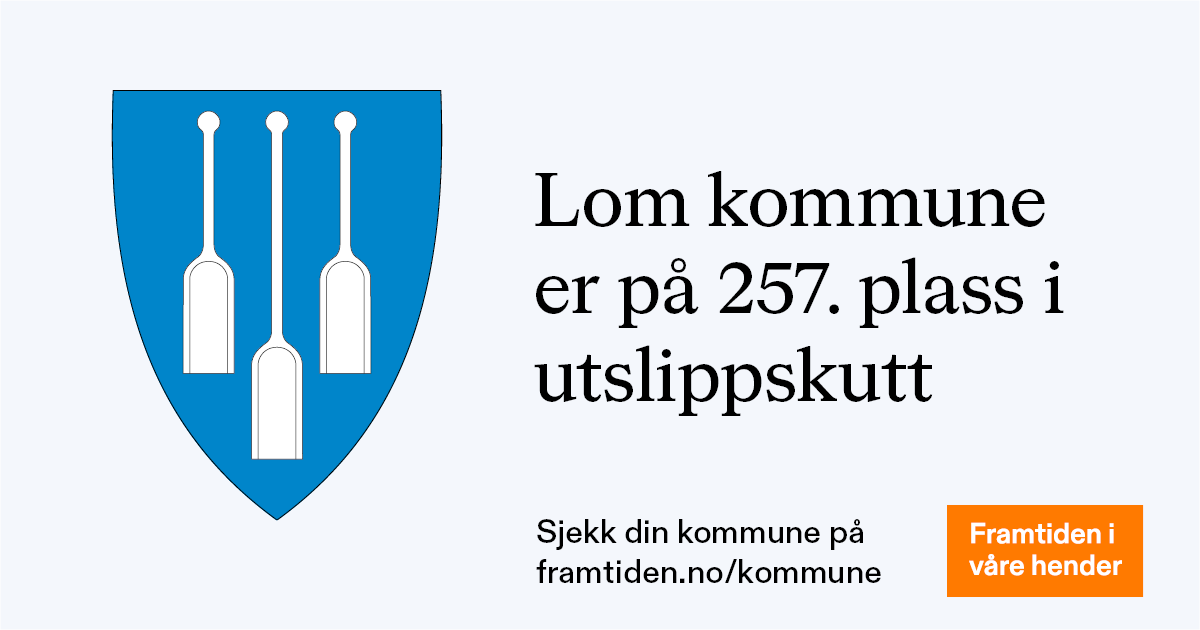 Lom kommune
er på 257. plass i
utslippskutt
Sjekk din kommune på
framtiden.no/kommune
Framtiden i
våre hender